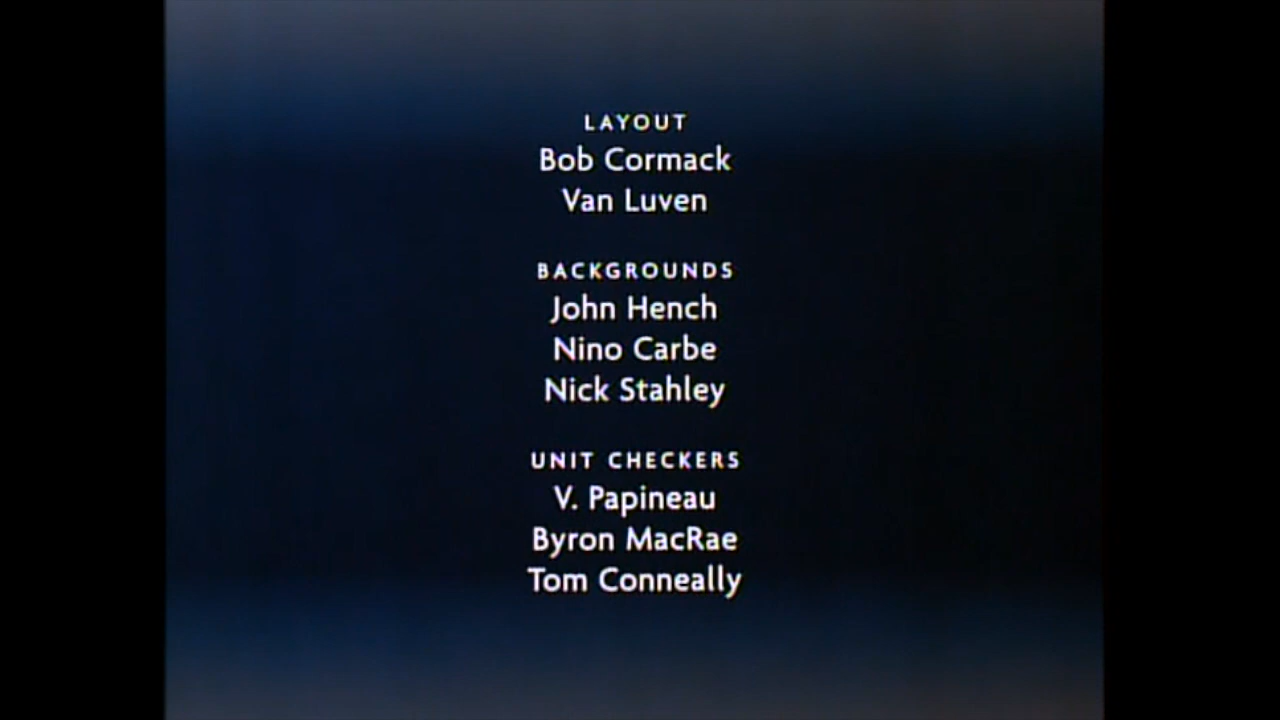 LAYOUT
Bob Cormack
Van Luven
BACKGROUNDS
John Hench
Nino Carbe
Nick Stahley
UNIT CHECKERS
V. Papineau
Byron MacRae
Tom Conneally